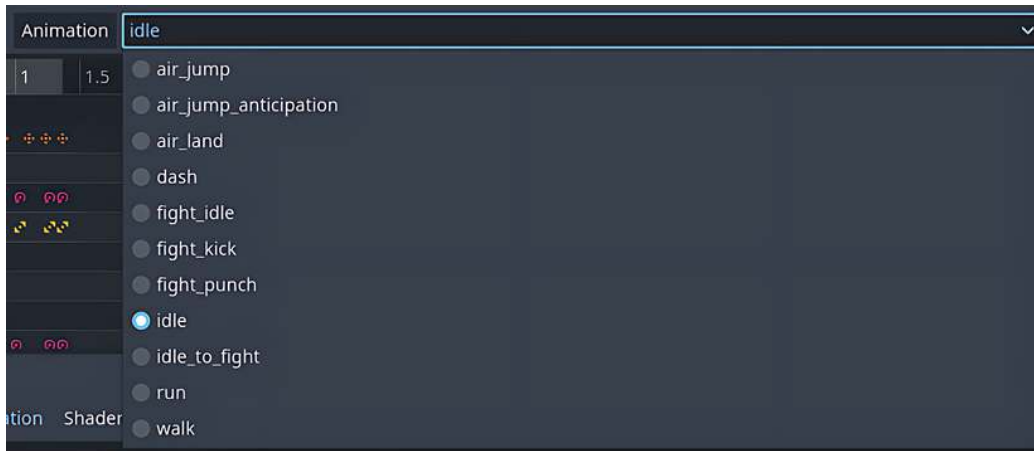 Animation idle
1 1.5
air_jump
air_jump_anticipation
air_land
dash
fight_idle
fight_kick
fight_punch
idle
idle_to_fight
run
walk
ation Shader